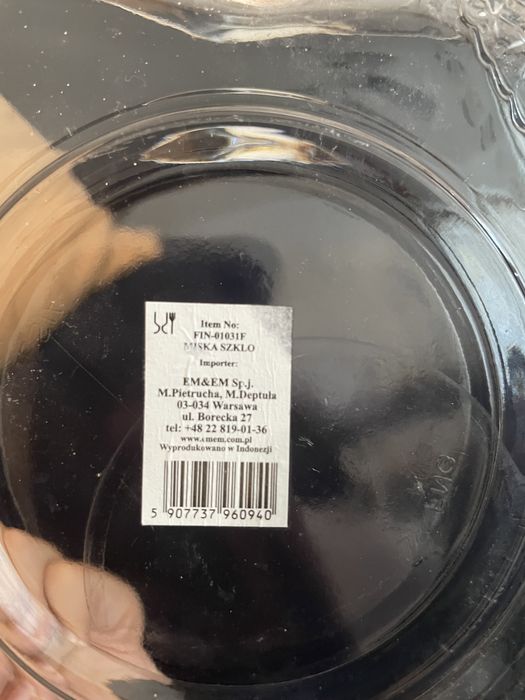 Item No:
FIN-01031F
MISKA SZKLO
Importer:
EM&EM Sp.j.
M.Pietrucha, M.Deptuła
03-034 Warsawa
ul. Borecka 27
tel: +48 22 819-01-36
www.emem.com.pl
Wyprodukowano w Indonezji
5 907737 960940